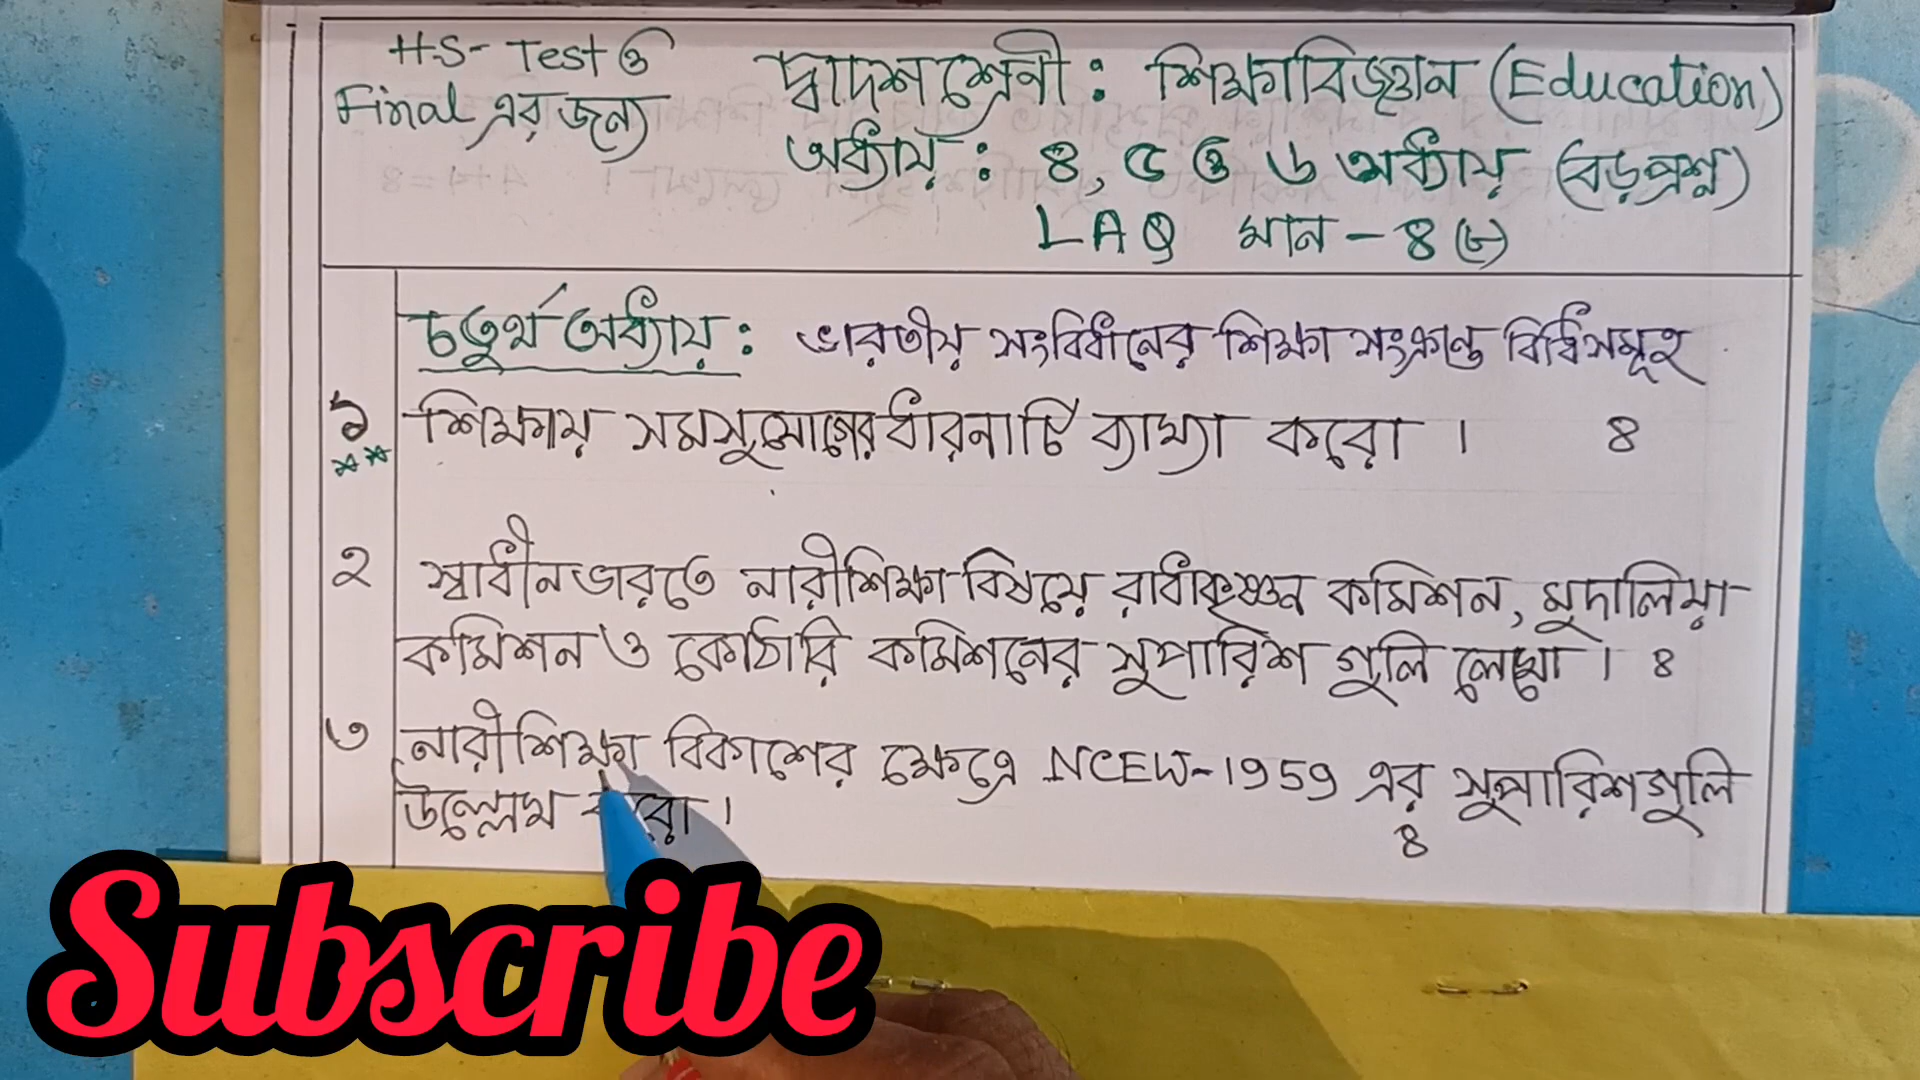 H-S- Test ও
Final এর জন্য
দ্বাদশ শ্রেনী : শিক্ষাবিজ্ঞান (Education)
অধ্যায় : ৪, ৫ ও ৬ অধ্যায় (বড়প্রশ্ন)
LAQ মান – ৪
চতুর্থ অধ্যায় : ভারতীয় সংবিধানের শিক্ষা সংক্রান্ত বিধিসমূহ
১ শিক্ষায় সমসুযোগের ধারনাটি ব্যাখ্যা করো । ৪
২ স্বাধীন ভারতে নারীশিক্ষা বিষয়ে রাধাকৃষ্ণন কমিশন, মুদালিয়া
কমিশন ও কোঠারি কমিশনের সুপারিশ গুলি লেখো । ৪
৩ নারীশিক্ষা বিকাশের ক্ষেত্রে NCEW-1959 এর সুপারিশগুলি
উল্লেখ করো । ৪
Subscribe